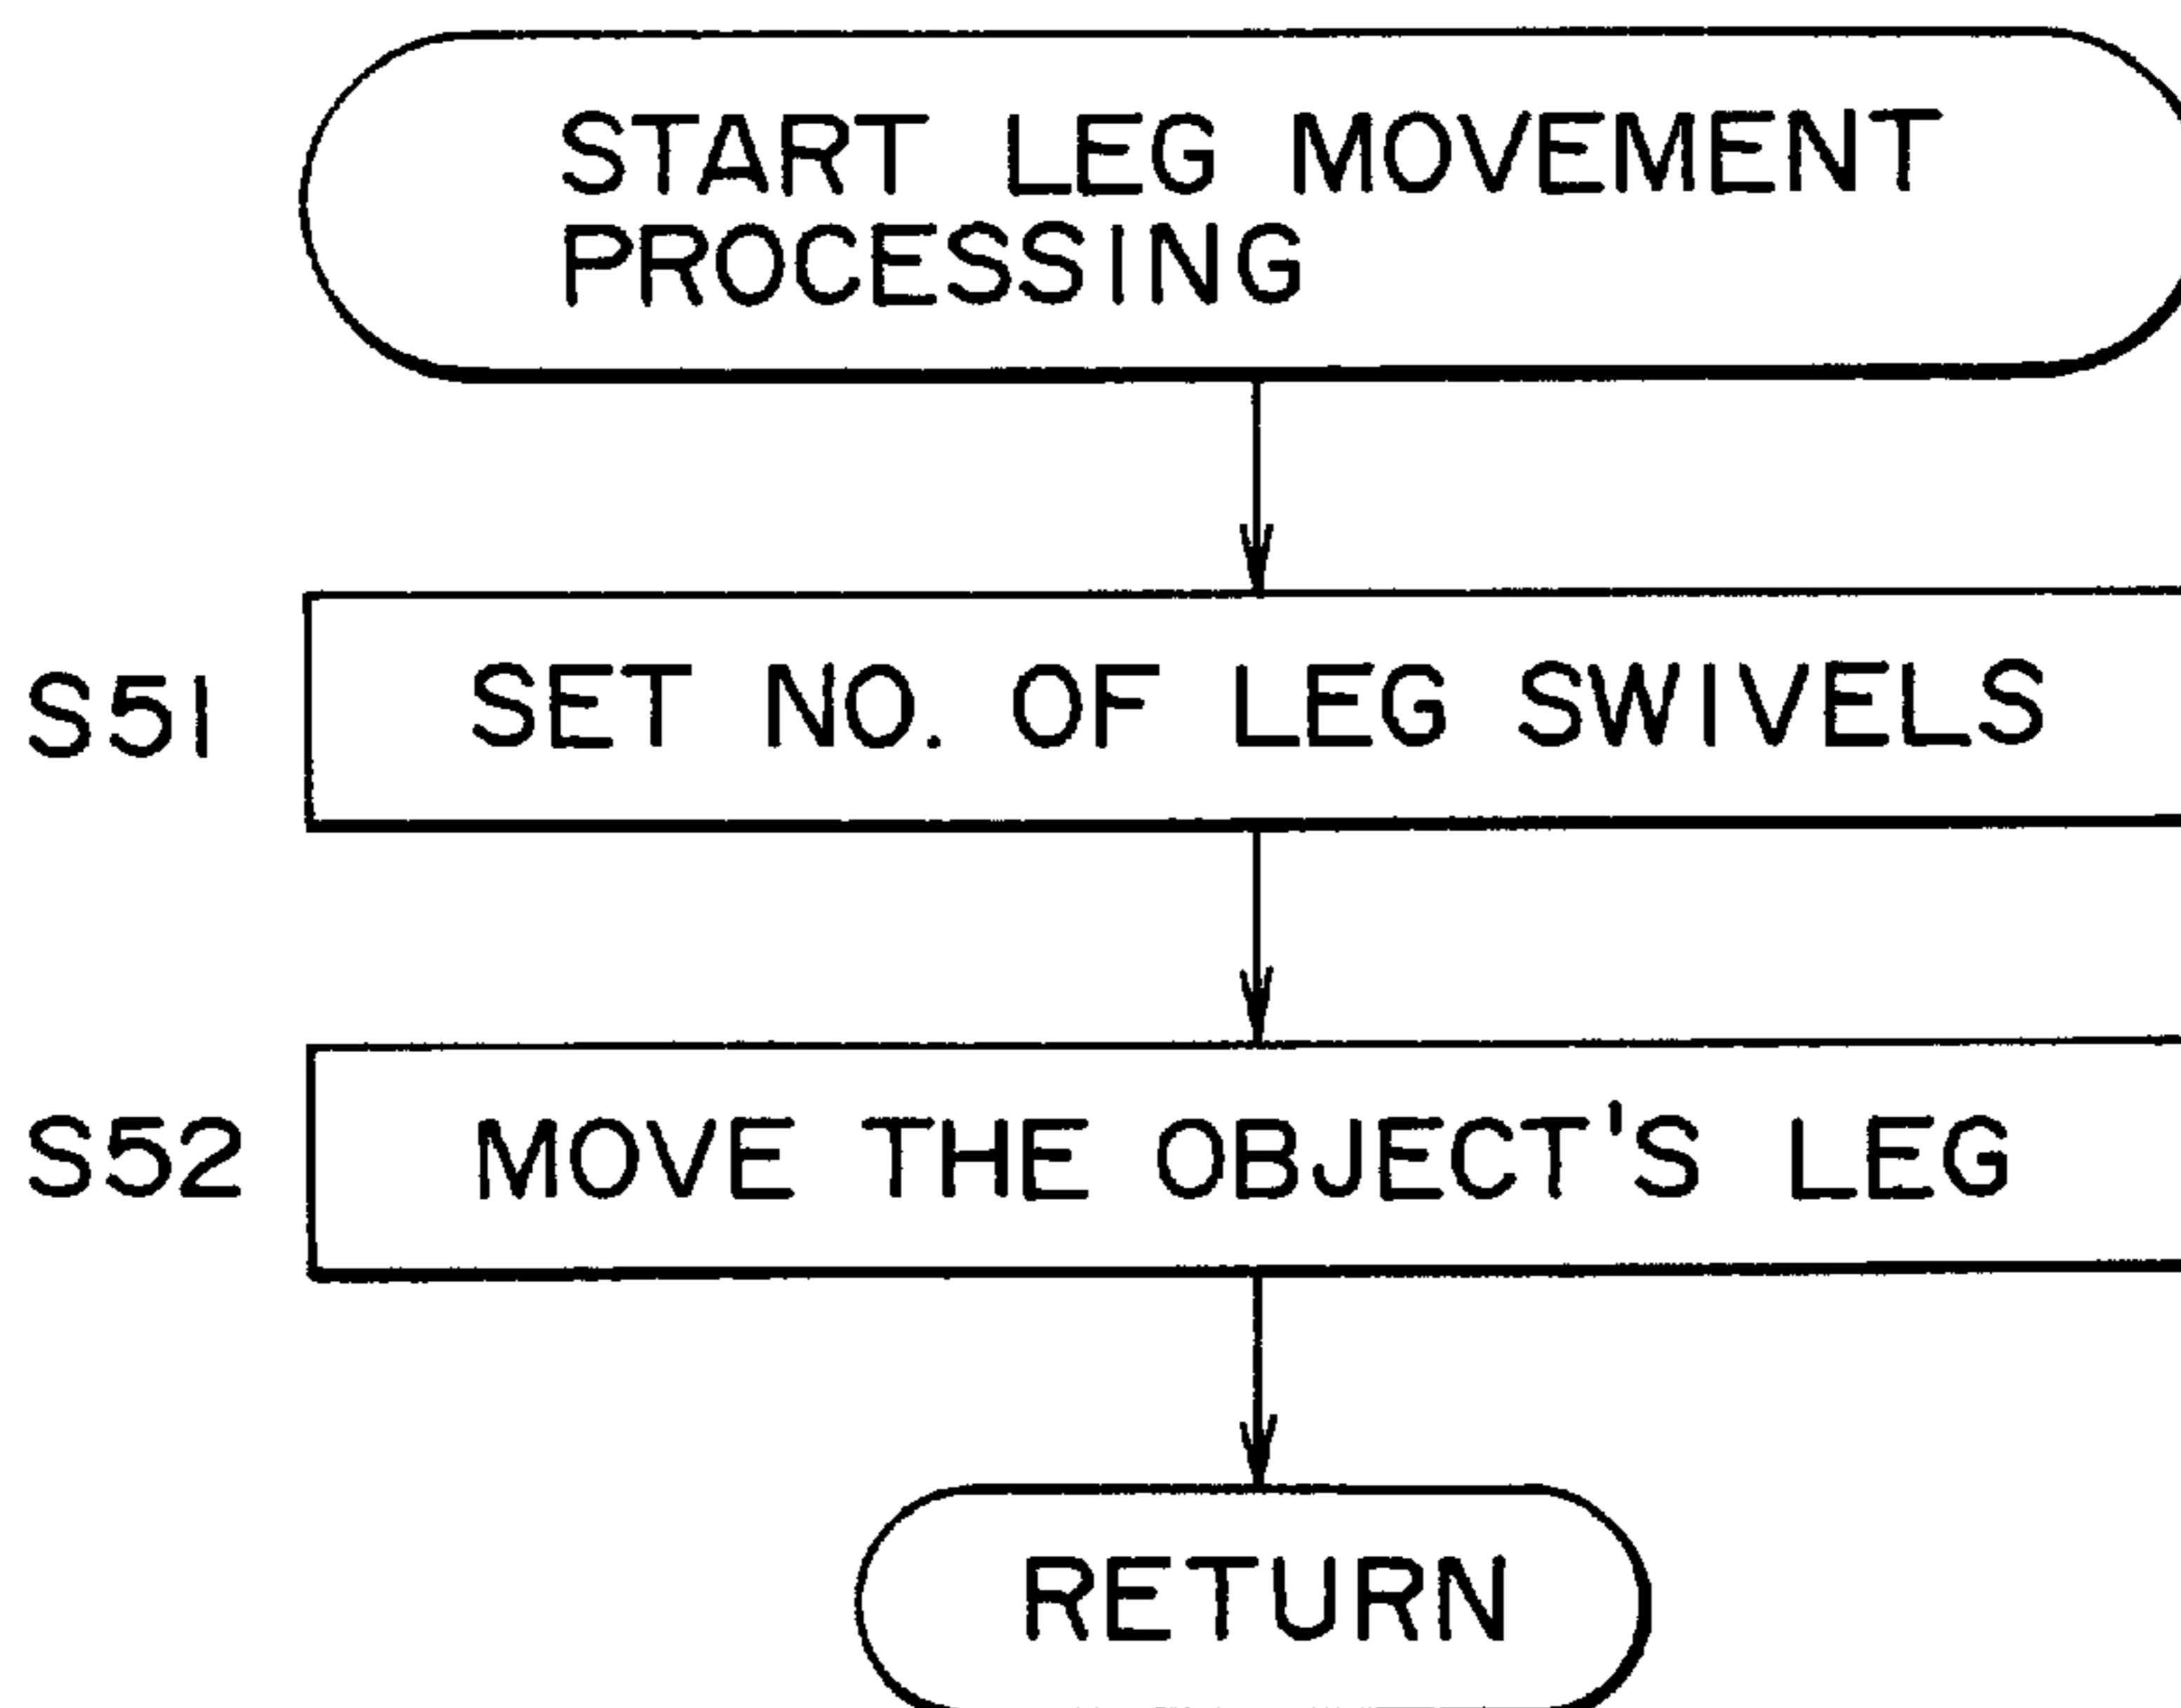 START LEG MOVEMENT
PROCESSING
S51
SET NO. OF LEG SWIVELS
S52
MOVE THE OBJECT'S LEG
RETURN